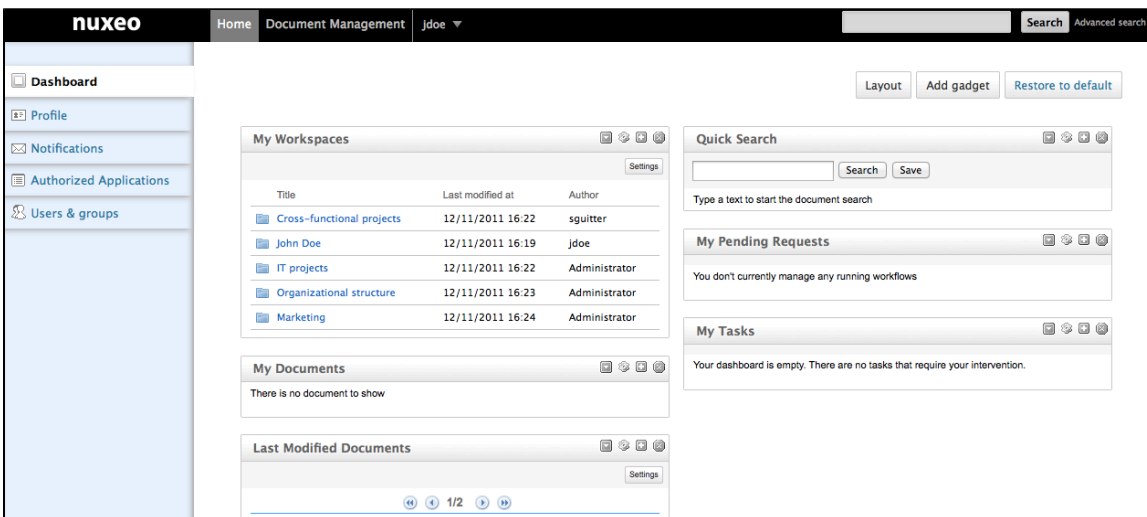 nuxeo
Home Document Management jdoe Search Advanced search
Dashboard
Profile
Notifications
Authorized Applications
Users & groups
Layout Add gadget Restore to default
My Workspaces
Settings
Title Last modified at Author
Cross-functional projects 12/11/2011 16:22 sguitter
John Doe 12/11/2011 16:19 jdoe
IT projects 12/11/2011 16:22 Administrator
Organizational structure 12/11/2011 16:23 Administrator
Marketing 12/11/2011 16:24 Administrator
My Documents
There is no document to show
Last Modified Documents
Settings
1/2
Quick Search
Search Save
Type a text to start the document search
My Pending Requests
You don't currently manage any running workflows
My Tasks
Your dashboard is empty. There are no tasks that require your intervention.